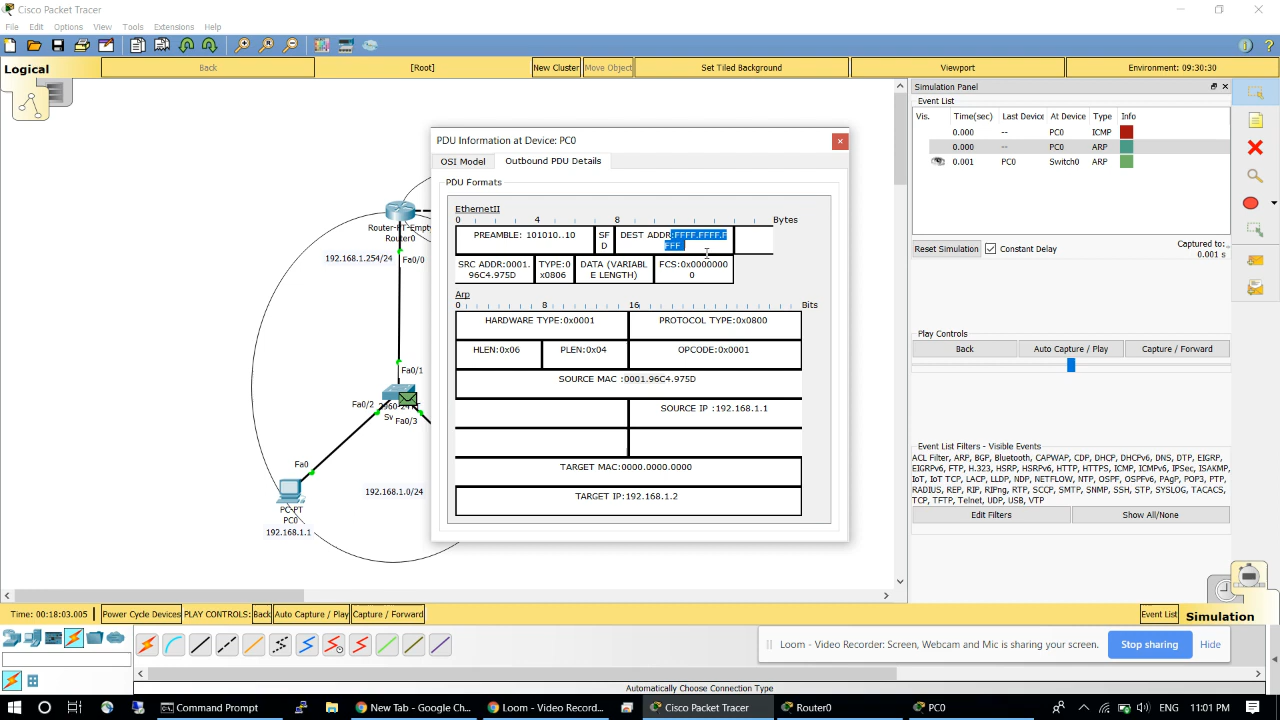 Cisco Packet Tracer
File Edit Options View Tools Extensions Help
Logical
Back
[Root]
New Cluster
Move Object
Set Tiled Background
Viewport
Environment: 09:30:30
Simulation Panel
Event List
Vis. Time(sec) Last Device At Device Type Info
0.000 -- PC0 ICMP
0.000 -- PC0 ARP
0.001 PC0 Switch0 ARP
Reset Simulation
Constant Delay
Captured to:
0.001 s
Play Controls
Back
Auto Capture / Play
Capture / Forward
Event List Filters - Visible Events
ACL Filter, ARP, BGP, Bluetooth, CAPWAP, CDP, DHCP, DHCPv6, DNS, DTP, EIGRP,
EIGRPv6, FTP, H.323, HSRP, HSRPv6, HTTP, HTTPS, ICMP, ICMPv6, IPSec, ISAKMP,
IoT, IoT TCP, LACP, LLDP, NDP, NETFLOW, NTP, OSPF, OSPFv6, PAgP, POP3, PTP,
RADIUS, REP, RIP, RIPng, RTP, SCCP, SMTP, SNMP, SSH, STP, SYSLOG, TACACS,
TCP, TFTP, Telnet, UDP, USB, VTP
Edit Filters
Show All/None
Router-PT-Empty
Router0
192.168.1.254/24
Fa0/0
Fa0/1
Fa0/2
Fa0/3
Fa0
PC-PT
PC0
192.168.1.1
192.168.1.0/24
PDU Information at Device: PC0
OSI Model
Outbound PDU Details
PDU Formats
EthernetII
0 4 8 Bytes
PREAMBLE: 101010..10
SF
D
DEST ADDR:FFFF.FFFF.F
FFF
SRC ADDR:0001.
96C4.975D
TYPE:0
x0806
DATA (VARIABL
E LENGTH)
FCS:0x0000000
0
Arp
0 8 16 Bits
HARDWARE TYPE:0x0001
PROTOCOL TYPE:0x0800
HLEN:0x06
PLEN:0x04
OPCODE:0x0001
SOURCE MAC :0001.96C4.975D
SOURCE IP :192.168.1.1
TARGET MAC:0000.0000.0000
TARGET IP:192.168.1.2
Time: 00:18:03.005
Power Cycle Devices
PLAY CONTROLS:
Back
Auto Capture / Play
Capture / Forward
Event List
Simulation
Loom - Video Recorder: Screen, Webcam and Mic is sharing your screen.
Stop sharing
Hide
Automatically Choose Connection Type
Command Prompt
New Tab - Google Ch...
Loom - Video Record...
Cisco Packet Tracer
Router0
PC0
ENG
11:01 PM